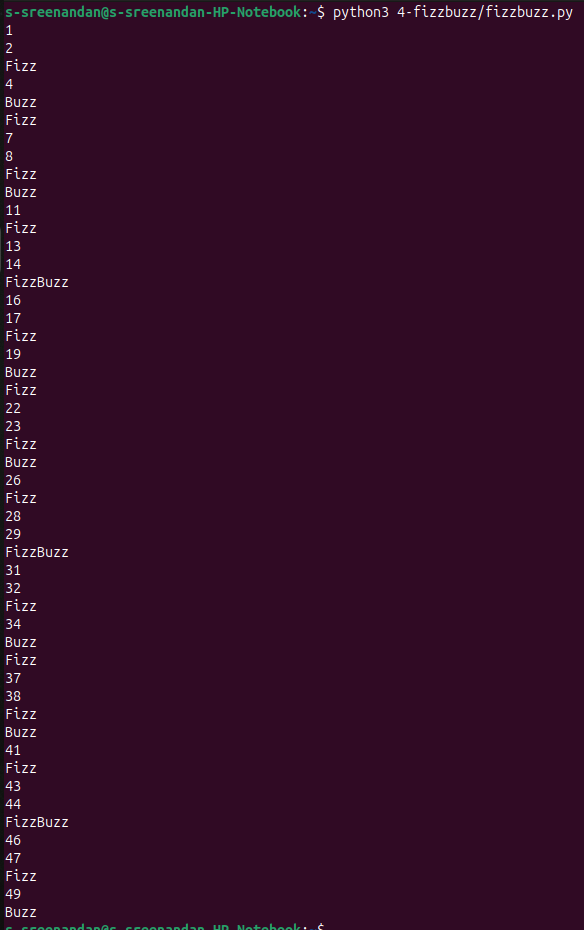 s-sreenandan@s-sreenandan-HP-Notebook:~$ python3 4-fizzbuzz/fizzbuzz.py
1
2
Fizz
4
Buzz
Fizz
7
8
Fizz
Buzz
11
Fizz
13
14
FizzBuzz
16
17
Fizz
19
Buzz
Fizz
22
23
Fizz
Buzz
26
Fizz
28
29
FizzBuzz
31
32
Fizz
34
Buzz
Fizz
37
38
Fizz
Buzz
41
Fizz
43
44
FizzBuzz
46
47
Fizz
49
Buzz
s-sreenandan@s-sreenandan-HP-Notebook:~$